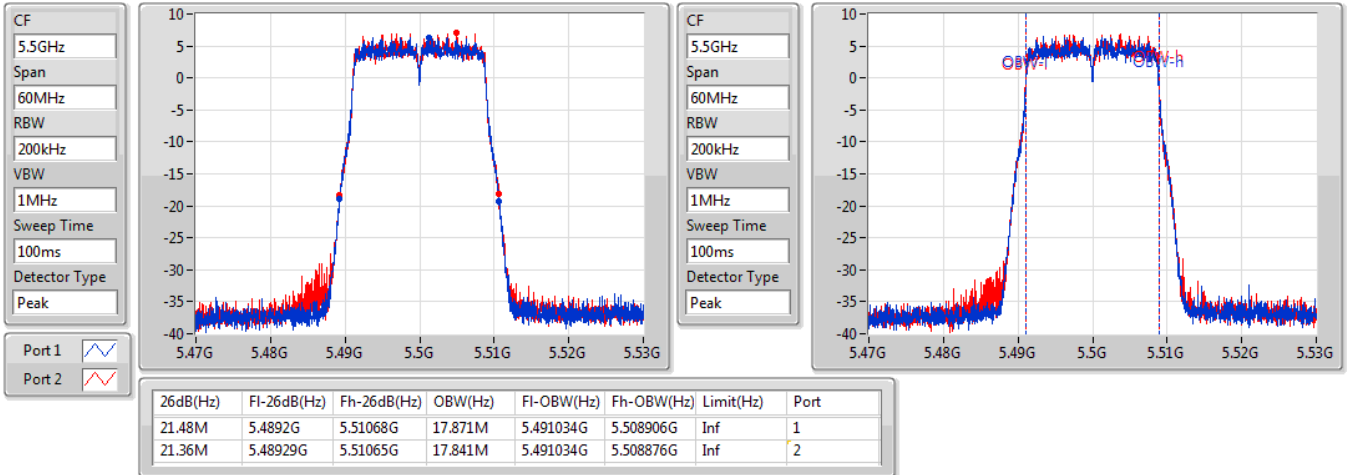 CF
5.5GHz
Span
60MHz
RBW
200kHz
VBW
1MHz
Sweep Time
100ms
Detector Type
Peak
Port 1
Port 2
10
5
0
-5
-10
-15
-20
-25
-30
-35
-40
5.47G 5.48G 5.49G 5.5G 5.51G 5.52G 5.53G
CF
5.5GHz
Span
60MHz
RBW
200kHz
VBW
1MHz
Sweep Time
100ms
Detector Type
Peak
10
5
0
-5
-10
-15
-20
-25
-30
-35
-40
OBW-l OBW-h
5.47G 5.48G 5.49G 5.5G 5.51G 5.52G 5.53G
26dB(Hz) Fl-26dB(Hz) Fh-26dB(Hz) OBW(Hz) Fl-OBW(Hz) Fh-OBW(Hz) Limit(Hz) Port
21.48M 5.4892G 5.51068G 17.871M 5.491034G 5.508906G Inf 1
21.36M 5.48929G 5.51065G 17.841M 5.491034G 5.508876G Inf 2